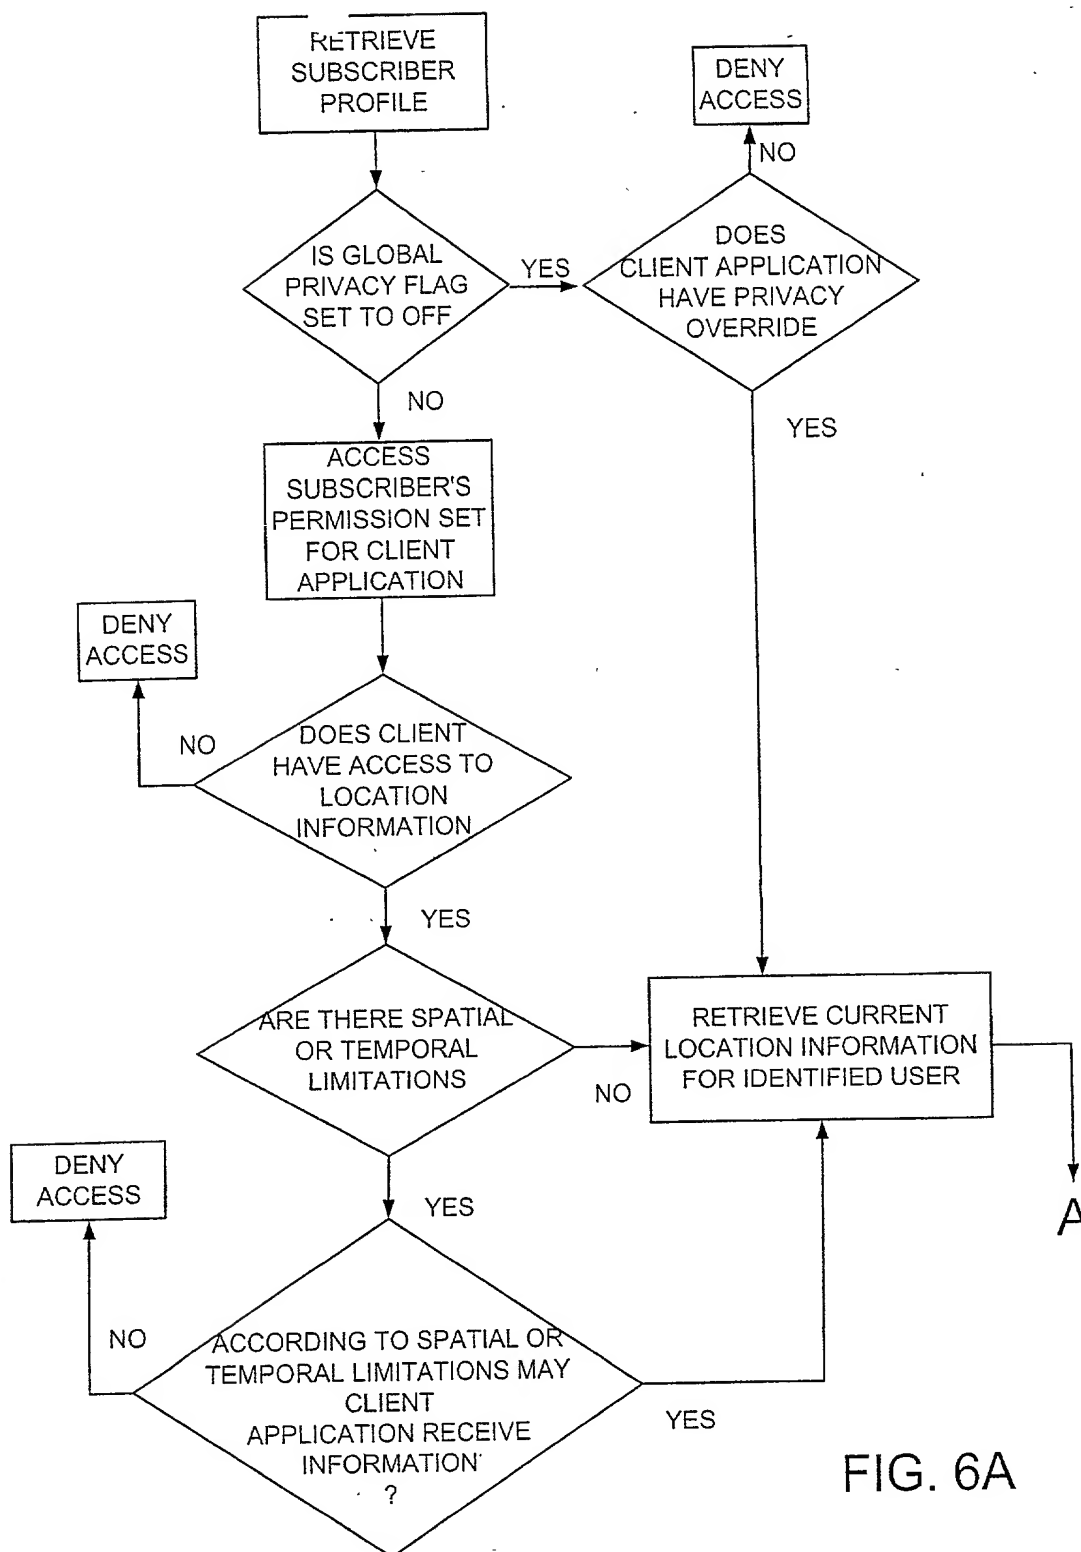 RETRIEVE
SUBSCRIBER
PROFILE
DENY
ACCESS
NO
IS GLOBAL
PRIVACY FLAG
SET TO OFF
YES
DOES
CLIENT APPLICATION
HAVE PRIVACY
OVERRIDE
NO
YES
ACCESS
SUBSCRIBER'S
PERMISSION SET
FOR CLIENT
APPLICATION
DENY
ACCESS
NO
DOES CLIENT
HAVE ACCESS TO
LOCATION
INFORMATION
YES
ARE THERE SPATIAL
OR TEMPORAL
LIMITATIONS
NO
RETRIEVE CURRENT
LOCATION INFORMATION
FOR IDENTIFIED USER
A
DENY
ACCESS
YES
NO
ACCORDING TO SPATIAL OR
TEMPORAL LIMITATIONS MAY
CLIENT
APPLICATION RECEIVE
INFORMATION
?
YES
FIG. 6A